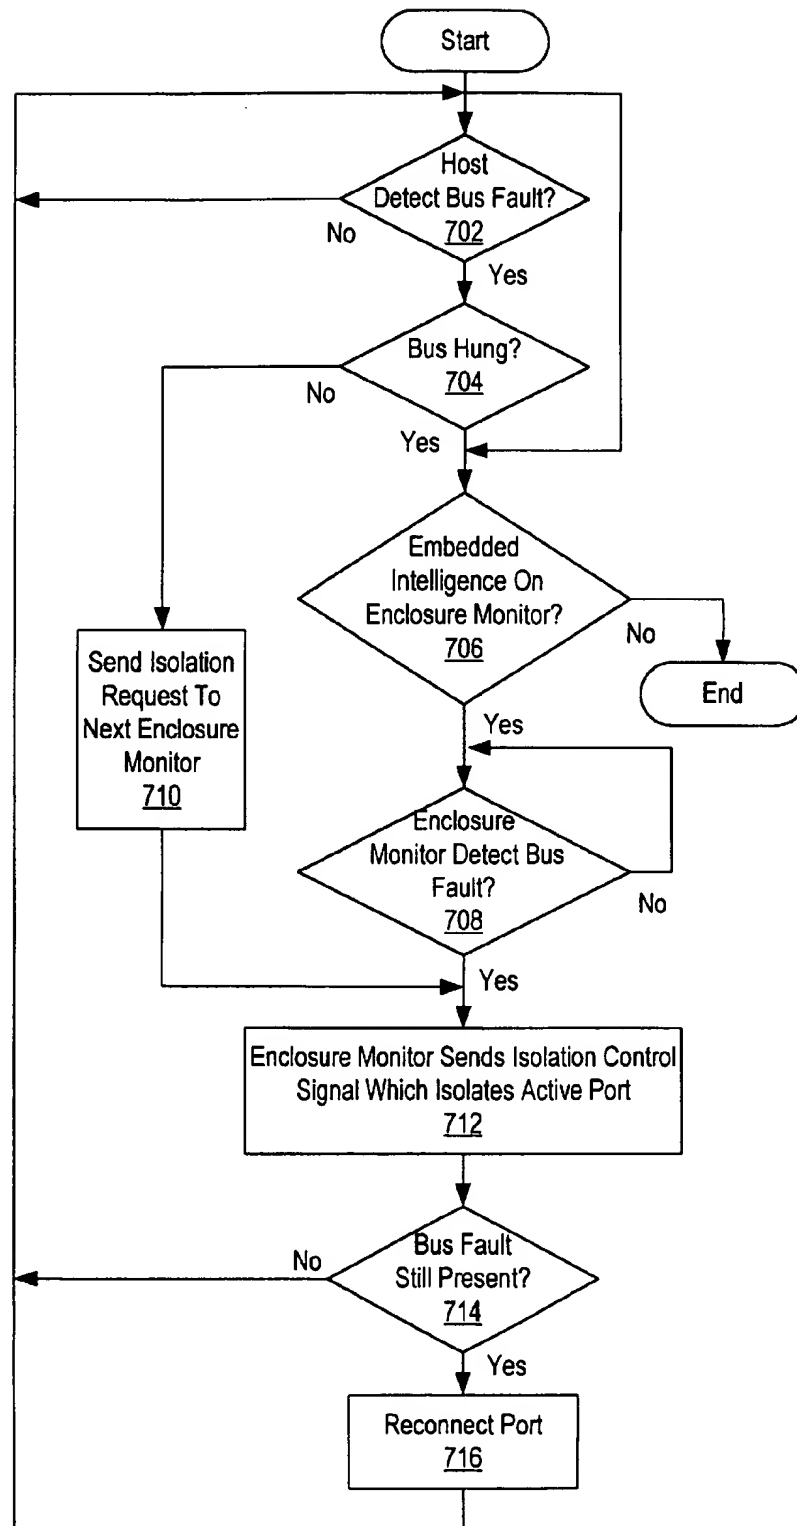 Start
Host
Detect Bus Fault?
702
No
Yes
Bus Hung?
704
No
Yes
Embedded
Intelligence On
Enclosure Monitor?
706
No
End
Send Isolation
Request To
Next Enclosure
Monitor
710
Yes
Enclosure
Monitor Detect Bus
Fault?
708
No
Yes
Enclosure Monitor Sends Isolation Control
Signal Which Isolates Active Port
712
No
Bus Fault
Still Present?
714
Yes
Reconnect Port
716